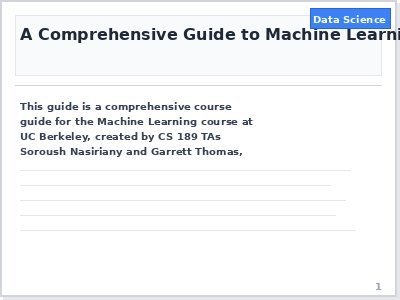 Data Science
A Comprehensive Guide to Machine Learni
This guide is a comprehensive course
guide for the Machine Learning course at
UC Berkeley, created by CS 189 TAs
Soroush Nasiriany and Garrett Thomas,
1